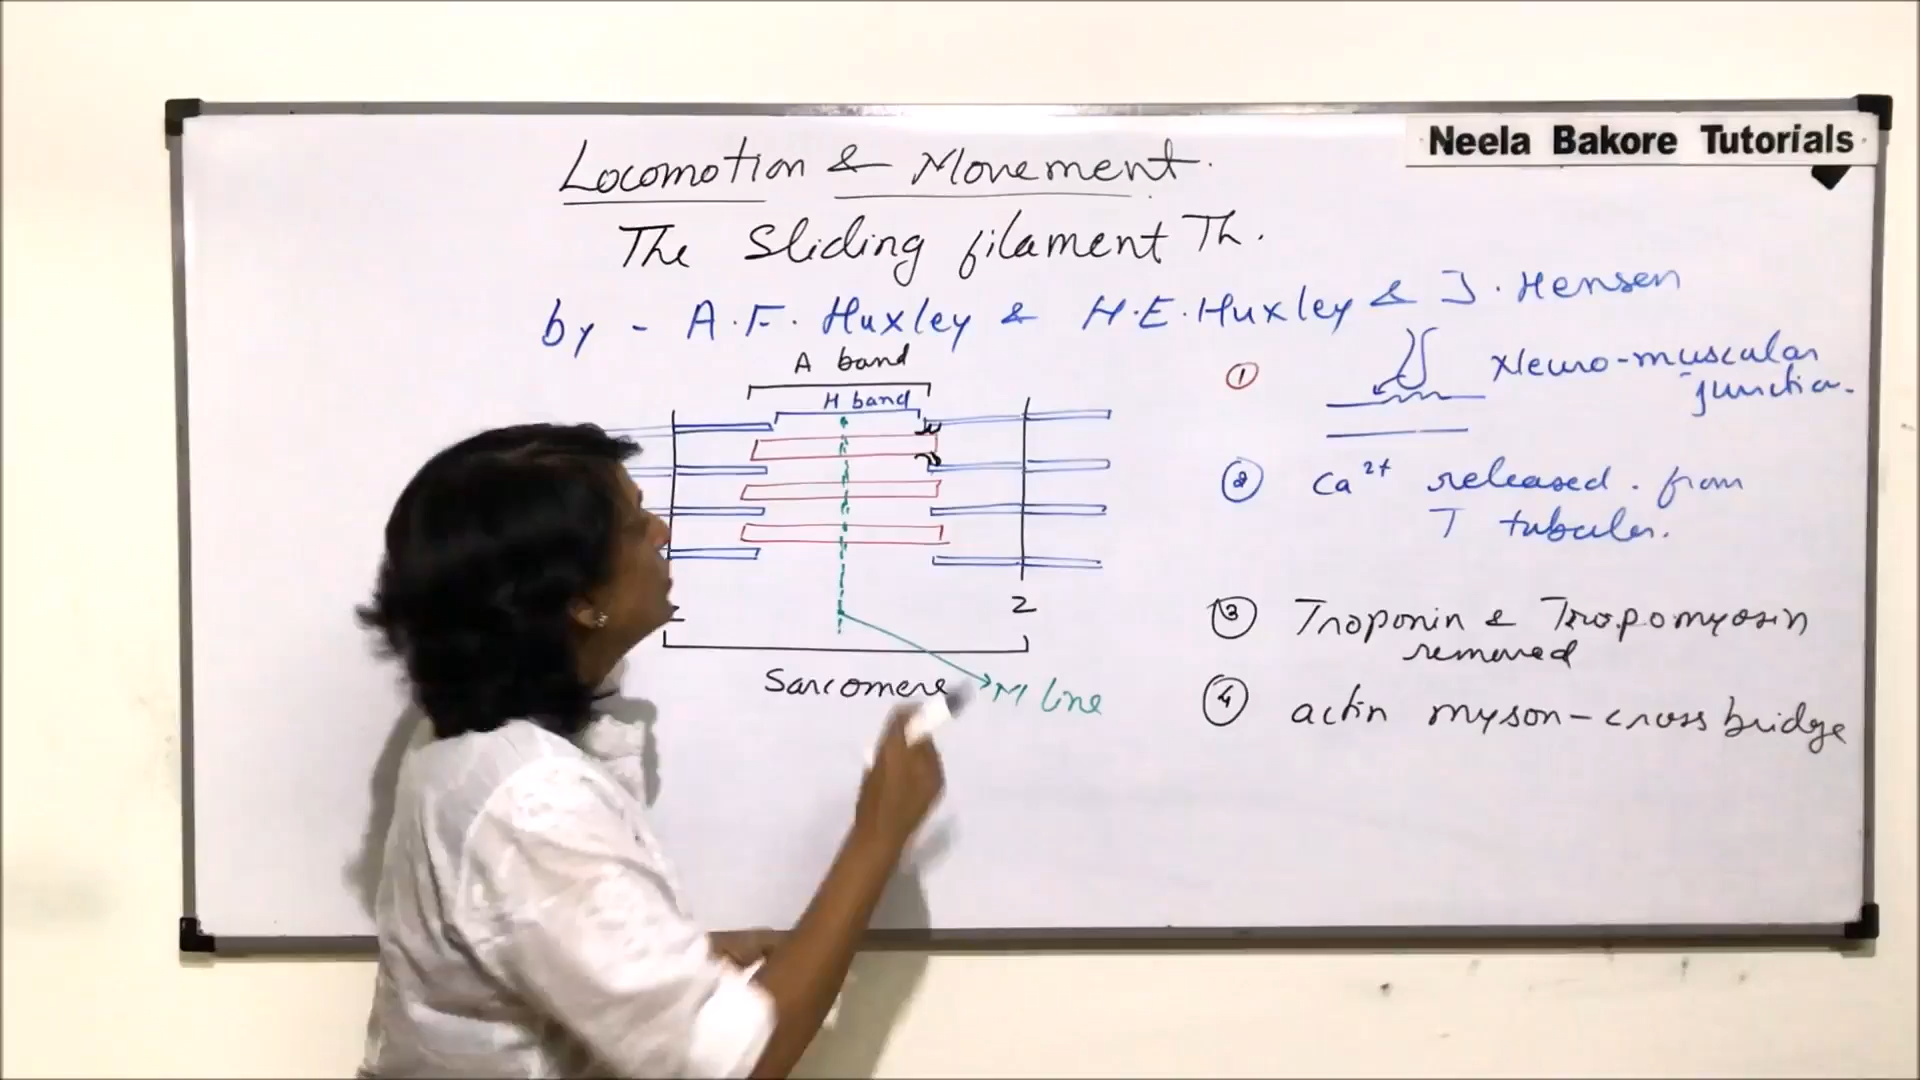 Neela Bakore Tutorials
Locomotion & Movement.
The Sliding filament Th.
by - A.F. Huxley & H.E. Huxley & J. Hensen
A band
H band
Z
Sarcomere
M line
① Neuro-muscular
junction.
② Ca2+ released. from
T tubules.
③ Troponin & Tropomyosin
removed
④ actin myson-cross bridge